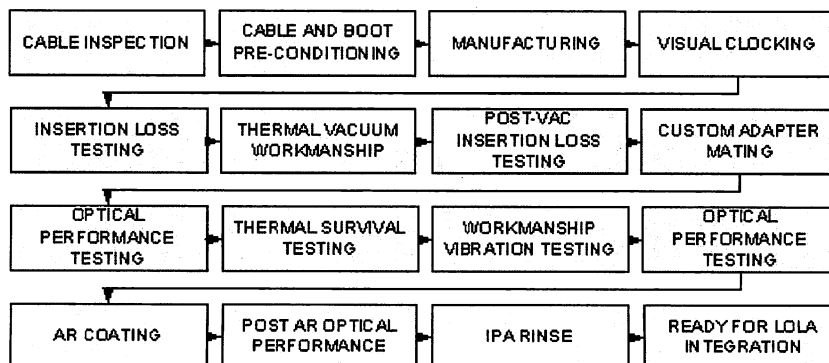 CABLE INSPECTION
CABLE AND BOOT
PRE-CONDITIONING
MANUFACTURING
VISUAL CLOCKING
INSERTION LOSS
TESTING
THERMAL VACUUM
WORKMANSHIP
POST-VAC
INSERTION LOSS
TESTING
CUSTOM ADAPTER
MATING
OPTICAL
PERFORMANCE
TESTING
THERMAL SURVIVAL
TESTING
WORKMANSHIP
VIBRATION TESTING
OPTICAL
PERFORMANCE
TESTING
AR COATING
POST AR OPTICAL
PERFORMANCE
IPA RINSE
READY FOR LOLA
INTEGRATION